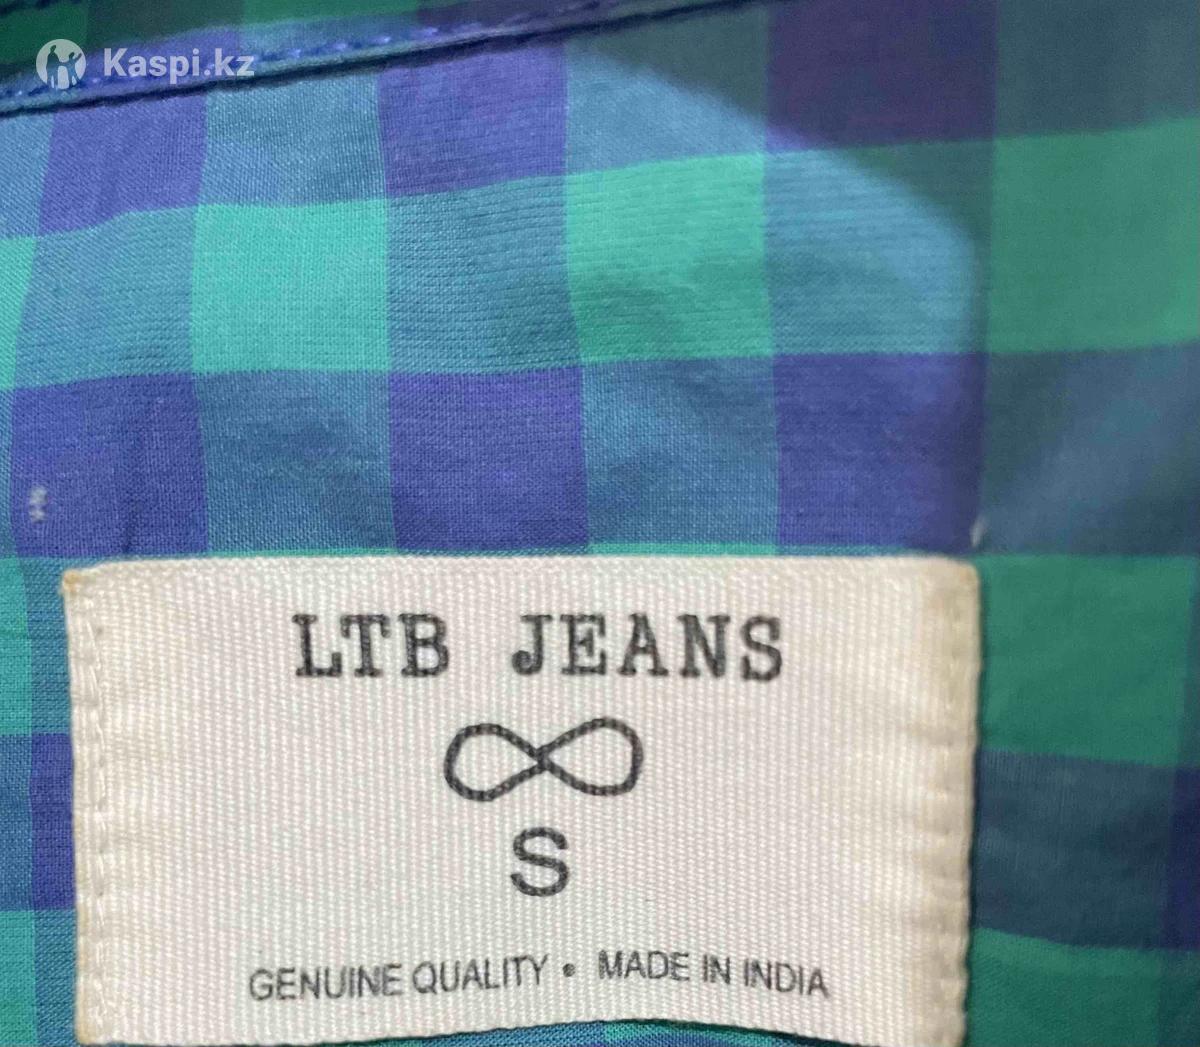 Kaspi.kz
LTB JEANS
S
GENUINE QUALITY • MADE IN INDIA